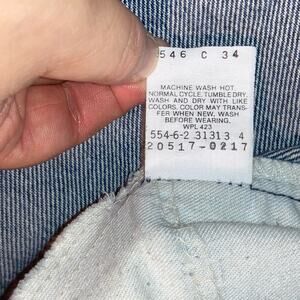 546 C 34
MACHINE WASH HOT.
NORMAL CYCLE. TUMBLE DRY.
WASH AND DRY WITH LIKE
COLORS. COLOR MAY TRANS-
FER WHEN NEW. WASH
BEFORE WEARING.
WPL 423
554-6-2 31313 4
20517-0217